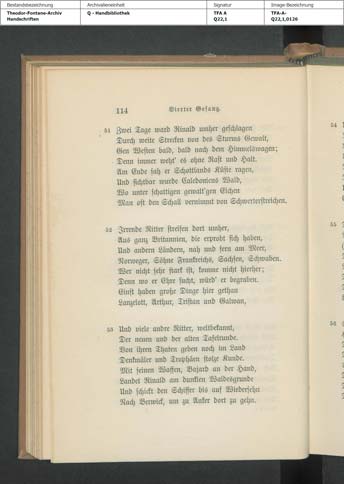 Bestandsbezeichnung
Archivalieneinheit
Signatur
Image-Bezeichnung
Theodor-Fontane-Archiv
Handschriften
Q - Handbibliothek
TFA A
Q22,1
TFA-A-
Q22,1,0126
114 Vierter Gesang.
51 Zwei Tage ward Rinald umher geschlagen
Durch weite Strecken von des Sturms Gewalt,
Gen Westen bald, bald nach dem Himmelswagen;
Denn immer weht' es ohne Rast und Halt.
Am Ende sah er Schottlands Küste ragen,
Und sichtbar wurde Caledoniens Wald,
Wo unter schattigen gewalt'gen Eichen
Man oft den Schall vernimmt von Schwerterstreichen.
52 Irrende Ritter streifen dort umher,
Aus ganz Britannien, die erprobt sich haben,
Und andern Ländern, nah und fern am Meer,
Norweger, Söhne Frankreichs, Sachsen, Schwaben.
Wer nicht sehr stark ist, komme nicht hierher;
Denn wo er Ehre sucht, würd' er begraben.
Einst haben große Dinge hier gethan
Lanzelott, Arthur, Tristan und Galwan,
53 Und viele andre Ritter, weltbekannt,
Der neuen und der alten Tafelrunde.
Von ihren Thaten geben noch im Land
Denkmäler und Trophäen stolze Kunde.
Mit seinen Waffen, Bajard an der Hand,
Landet Rinald am dunklen Waldesgrunde
Und schickt den Schiffer bis auf Wiedersehn
Nach Berwick, um zu Anker dort zu gehn.
54
55
56